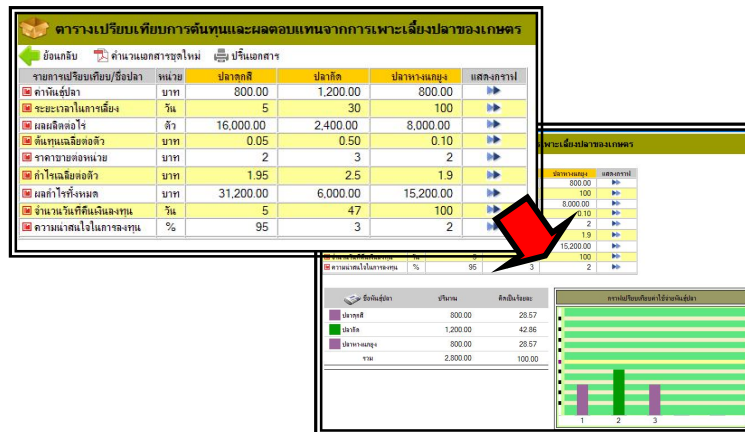 ตารางเปรียบเทียบการต้นทุนและผลตอบแทนจากการเพาะเลี้ยงปลาของเกษตร
ย้อนกลับ คำนวนเอกสารชุดใหม่ ปริ้นเอกสาร
รายการเปรียบเทียบ/ชื่อปลา หน่วย ปลาดุกสี ปลากัด ปลาหางนกยูง แสดงกราฟ
ค่าพันธุ์ปลา บาท 800.00 1,200.00 800.00
ระยะเวลาในการเลี้ยง วัน 5 30 100
ผลผลิตต่อไร่ ตัว 16,000.00 2,400.00 8,000.00
ต้นทุนเฉลี่ยต่อตัว บาท 0.05 0.50 0.10
ราคาขายต่อหน่วย บาท 2 3 2
กำไรเฉลี่ยต่อตัว บาท 1.95 2.5 1.9
ผลกำไรทั้งหมด บาท 31,200.00 6,000.00 15,200.00
จำนวนวันที่คืนเงินลงทุน วัน 5 47 100
ความน่าสนใจในการลงทุน % 95 3 2
พาะเลี้ยงปลาของเกษตร
ปลาหางนกยูง แสดงกราฟ
800.00
100
8,000.00
0.10
2
1.9
15,200.00
100
ความน่าสนใจในการลงทุน % 95 3 2
ชื่อพันธุ์ปลา ปริมาณ คิดเป็นร้อยละ
ปลาดุกสี 800.00 28.57
ปลากัด 1,200.00 42.86
ปลาหางนกยูง 800.00 28.57
รวม 2,800.00 100.00
กราฟเปรียบเทียบค่าใช้จ่ายพันธุ์ปลา
1 2 3